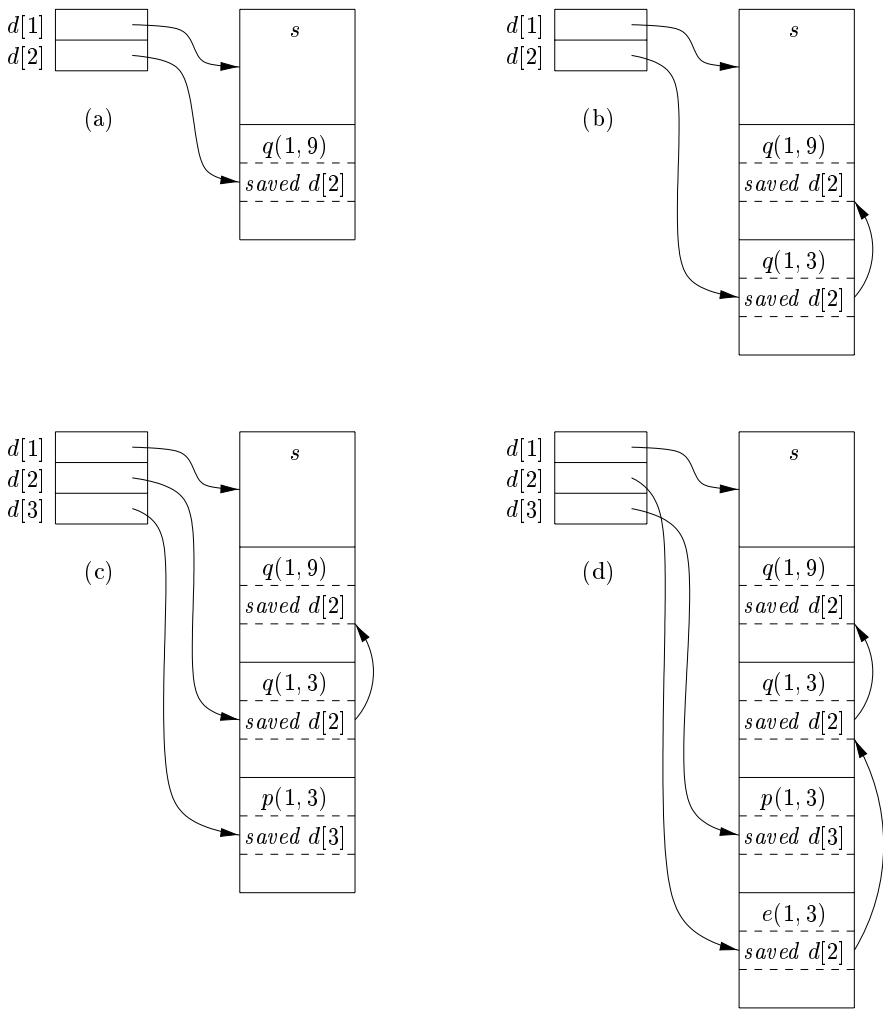 d[1]
d[2]
s
(a)
q(1, 9)
saved d[2]
d[1]
d[2]
s
(b)
q(1, 9)
saved d[2]
q(1, 3)
saved d[2]
d[1]
d[2]
d[3]
s
(c)
q(1, 9)
saved d[2]
q(1, 3)
saved d[2]
p(1, 3)
saved d[3]
d[1]
d[2]
d[3]
s
(d)
q(1, 9)
saved d[2]
q(1, 3)
saved d[2]
p(1, 3)
saved d[3]
e(1, 3)
saved d[2]